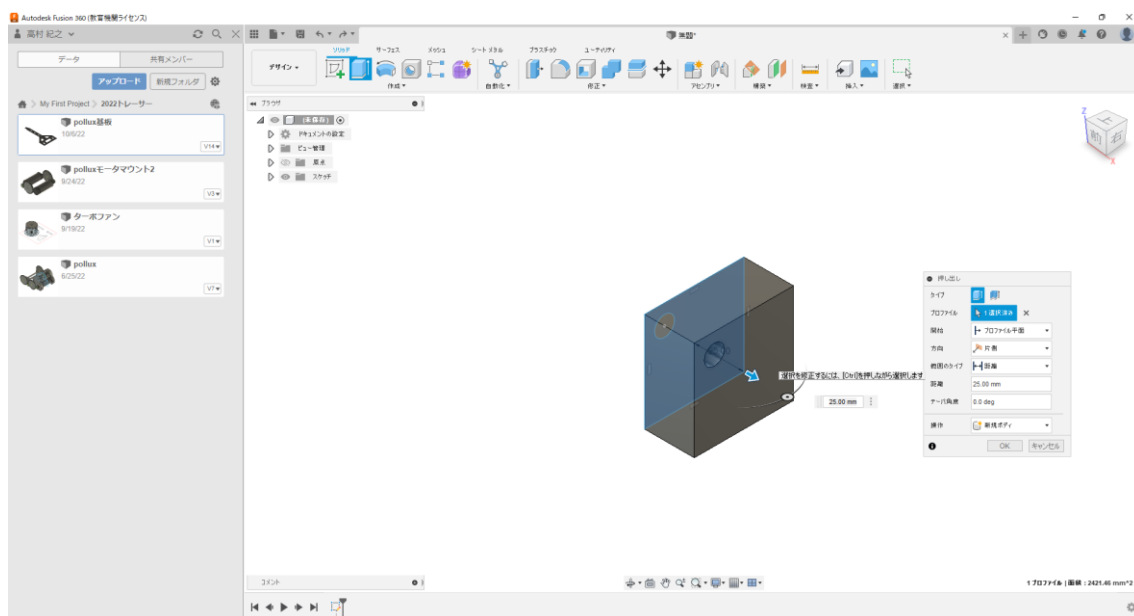 Autodesk Fusion 360 (教育機関ライセンス)
高村 紀之
無題*
データ
共有メンバー
アップロード
新規フォルダ
My First Project
2022トレーサー
pollux基板
10/6/22
V14
polluxモータマウント2
9/24/22
V3
ターボファン
9/19/22
V1
pollux
6/25/22
V7
ソリッド
サーフェス
メッシュ
シート メタル
プラスチック
ユーティリティ
デザイン
作成
自動化
修正
アセンブリ
構築
検査
挿入
選択
ブラウザ
(未保存)
ドキュメントの設定
ビュー管理
原点
スケッチ
Z
上
前
右
X
選択を修正するには、[Ctrl]を押しながら選択します
25.00 mm
押し出し
タイプ
プロファイル
1 選択済み
開始
プロファイル平面
方向
片側
範囲のタイプ
距離
距離
25.00 mm
テーパ角度
0.0 deg
操作
新規ボディ
OK
キャンセル
コメント
1 プロファイル | 面積 : 2421.46 mm^2